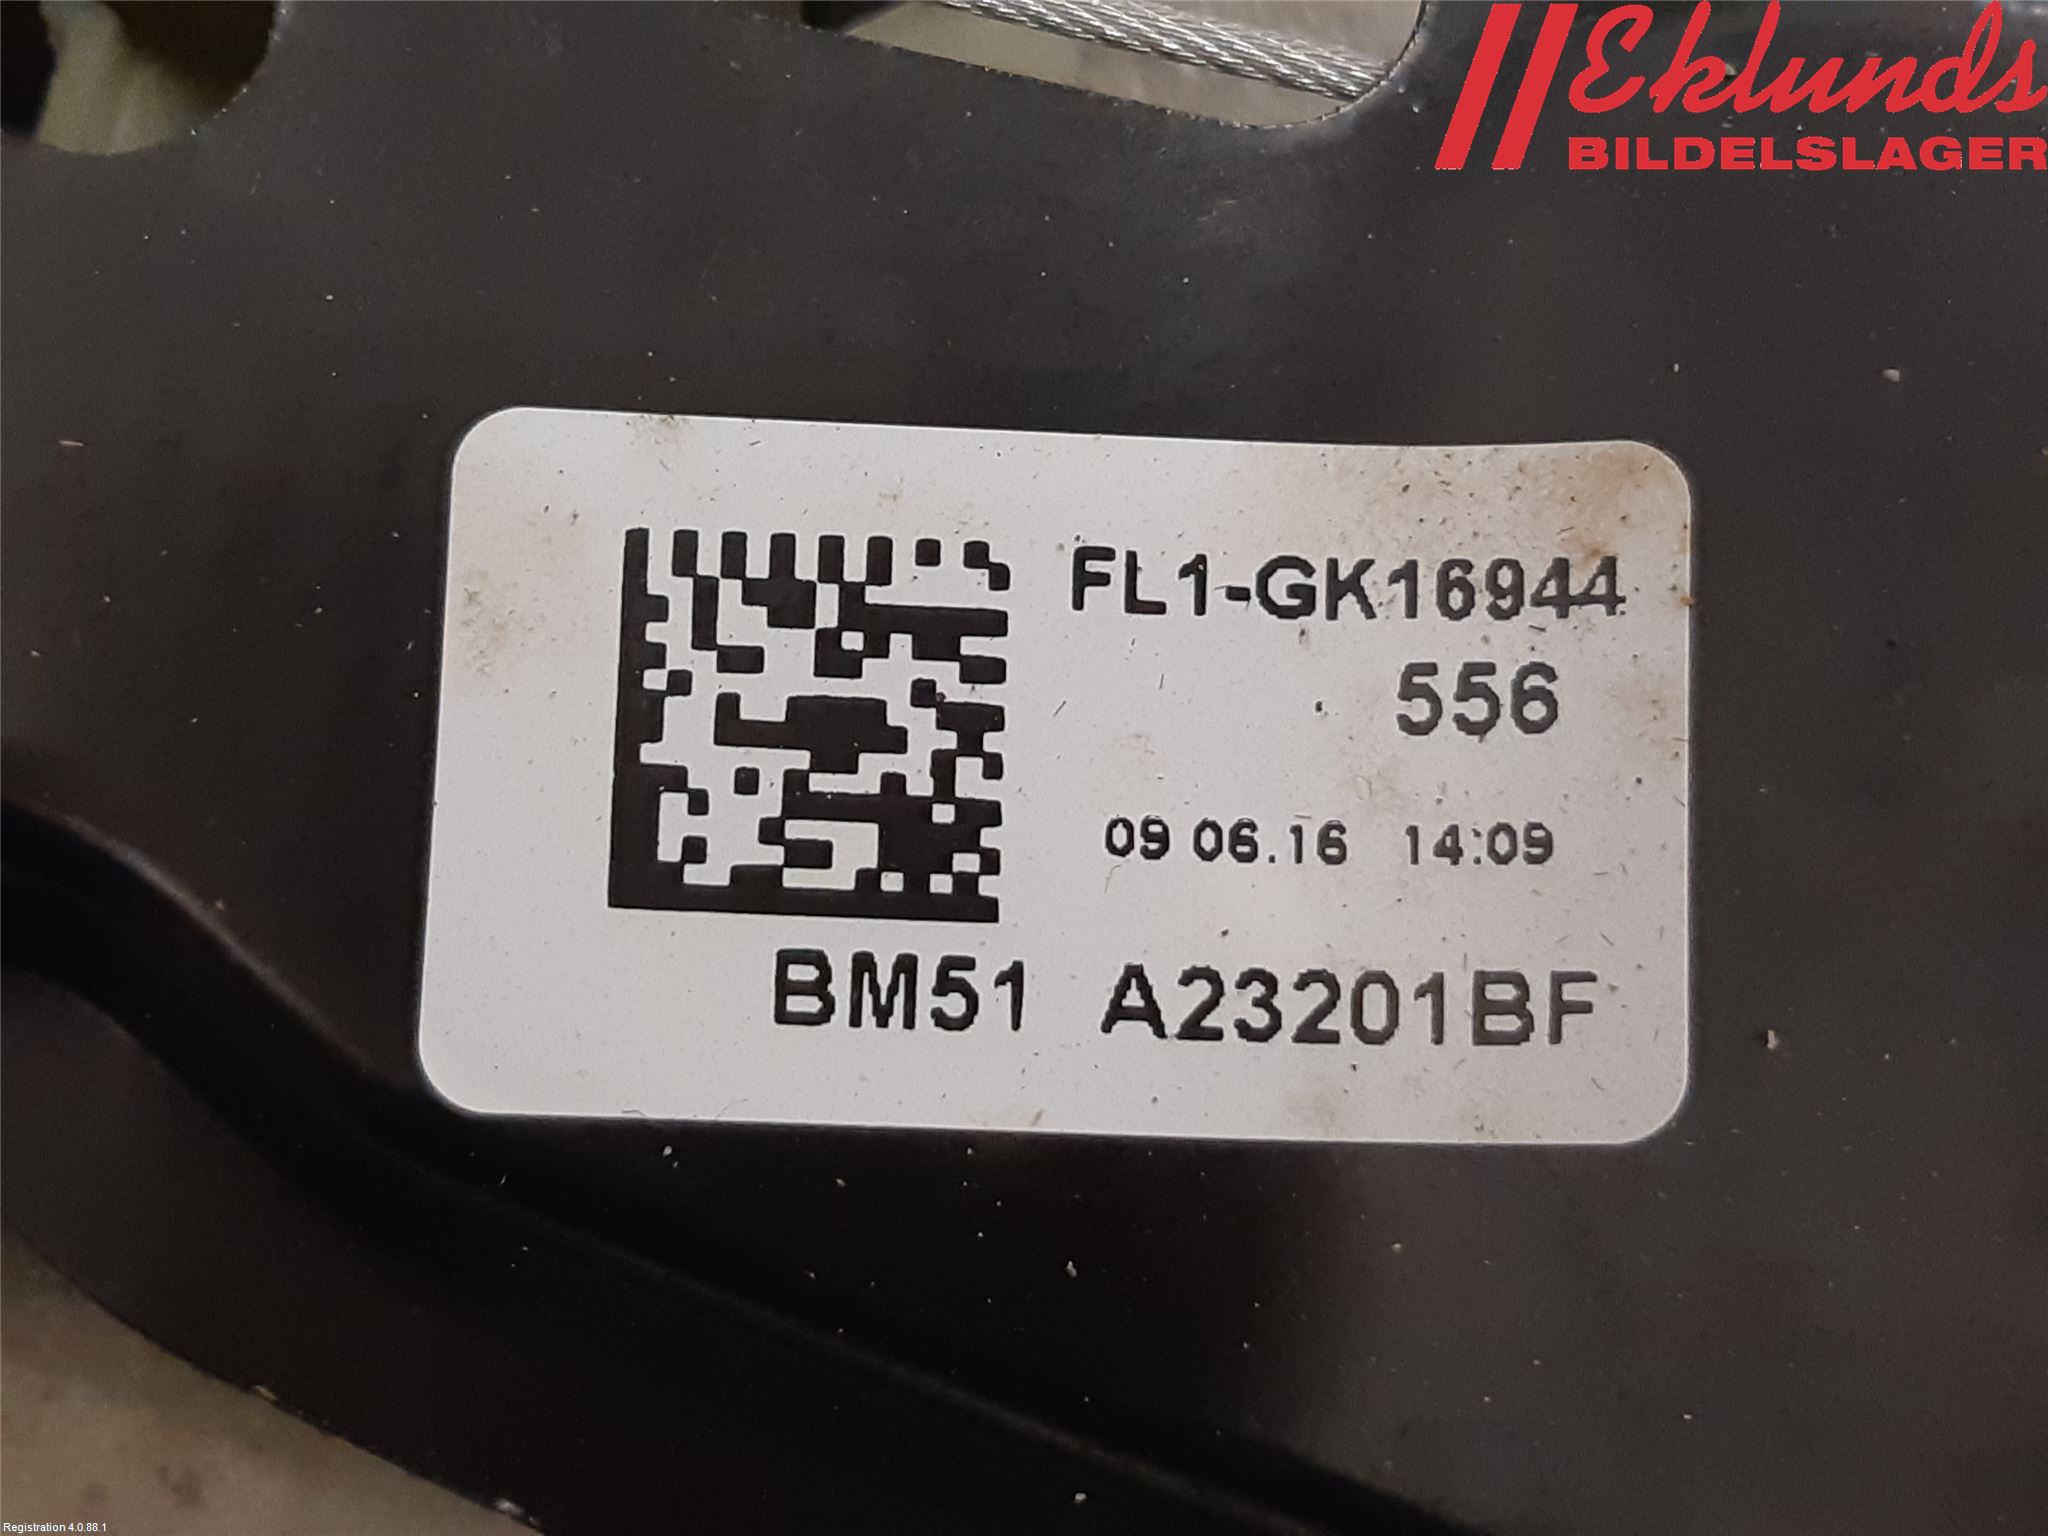 Eklunds
BILDELSLAGER
FL1-GK16944
556
09 06.16 14:09
BM51 A23201BF
Registration 4.0.88.1